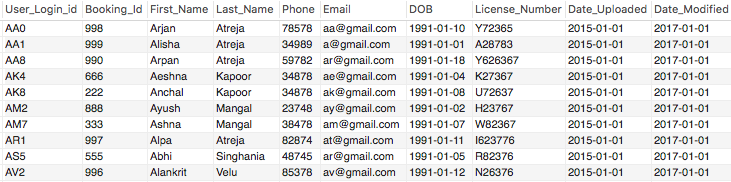 User_Login_id Booking_Id First_Name Last_Name Phone Email DOB License_Number Date_Uploaded Date_Modified
AA0 998 Arjan Atreja 78578 aa@gmail.com 1991-01-10 Y72365 2015-01-01 2017-01-01
AA1 999 Alisha Atreja 34989 a@gmail.com 1991-01-01 A28783 2015-01-01 2017-01-01
AA8 990 Arpan Atreja 59782 ar@gmail.com 1991-01-18 Y626367 2015-01-01 2017-01-01
AK4 666 Aeshna Kapoor 34878 ae@gmail.com 1991-01-04 K27367 2015-01-01 2017-01-01
AK8 222 Anchal Kapoor 34878 ak@gmail.com 1991-01-08 U72637 2015-01-01 2017-01-01
AM2 888 Ayush Mangal 23748 ay@gmail.com 1991-01-02 H23767 2015-01-01 2017-01-01
AM7 333 Ashna Mangal 38478 am@gmail.com 1991-01-07 W82367 2015-01-01 2017-01-01
AR1 997 Alpa Atreja 82874 at@gmail.com 1991-01-11 I623776 2015-01-01 2017-01-01
AS5 555 Abhi Singhania 48745 ar@gmail.com 1991-01-05 R82376 2015-01-01 2017-01-01
AV2 996 Alankrit Velu 85378 av@gmail.com 1991-01-12 N26376 2015-01-01 2017-01-01